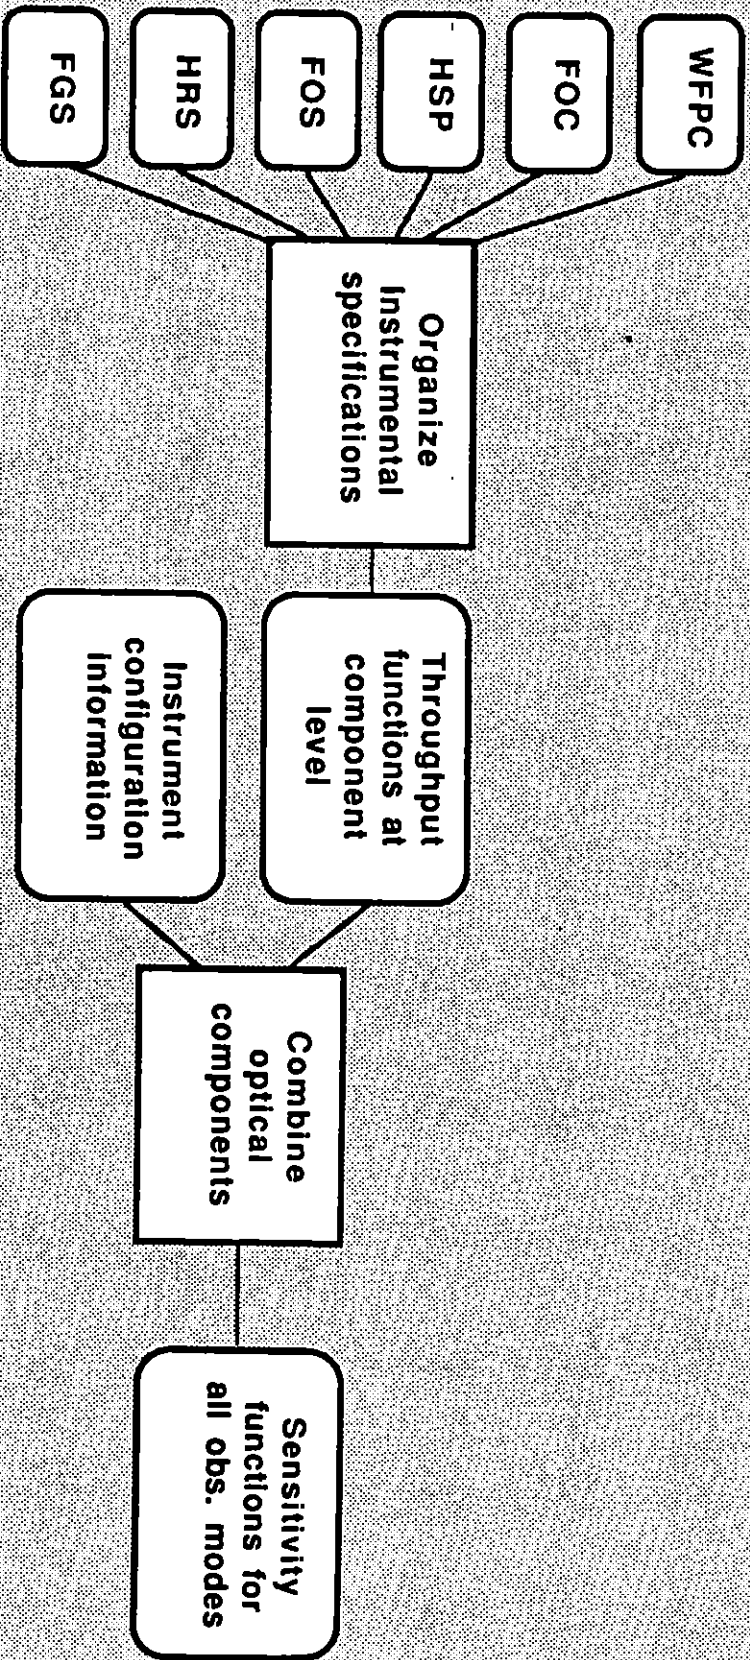 WFPC
FOC
HSP
FOS
HRS
FGS
Organize
Instrumental
specifications
Throughput
functions at
component
level
Instrument
configuration
Information
Combine
optical
components
Sensitivity
functions for
all obs. modes